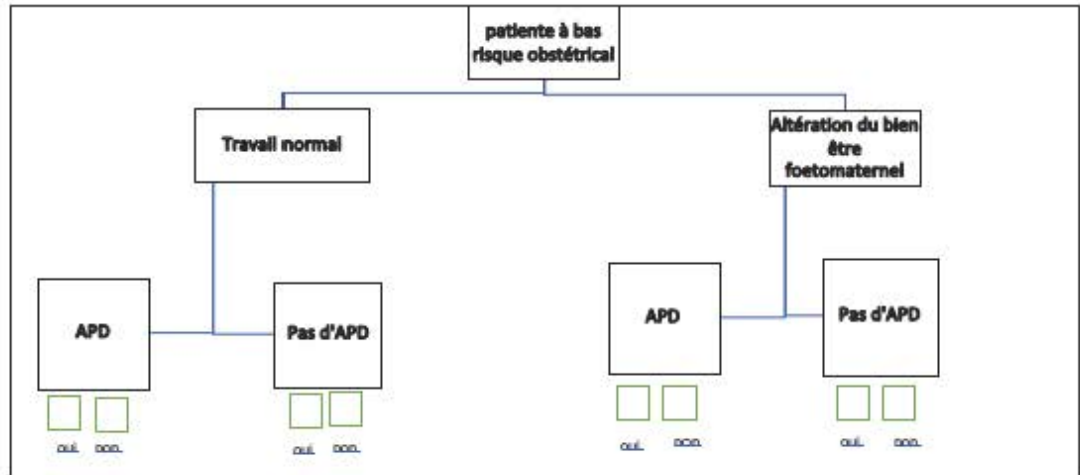 patiente à bas
risque obstétrical
Travail normal
Altération du bien
être
foetomaternel
APD
Pas d'APD
APD
Pas d'APD
oui non
oui non
oui non
oui non